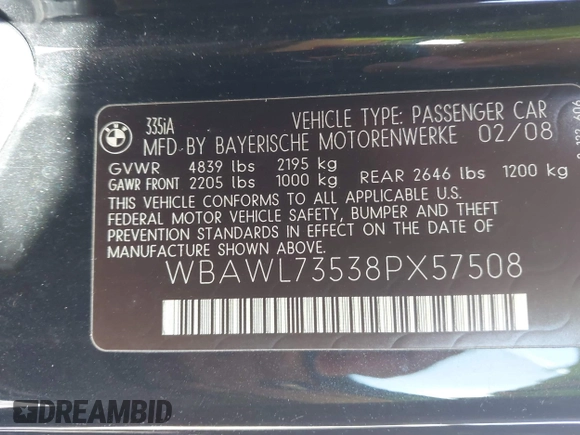 BMW
335iA
VEHICLE TYPE: PASSENGER CAR
MFD BY BAYERISCHE MOTORENWERKE 02/08
GVWR 4839 lbs 2195 kg
GAWR FRONT 2205 lbs 1000 kg REAR 2646 lbs 1200 kg
THIS VEHICLE CONFORMS TO ALL APPLICABLE U.S.
FEDERAL MOTOR VEHICLE SAFETY, BUMPER AND THEFT
PREVENTION STANDARDS IN EFFECT ON THE DATE OF
MANUFACTURE SHOWN ABOVE.
WBAWL73538PX57508
DREAMBID